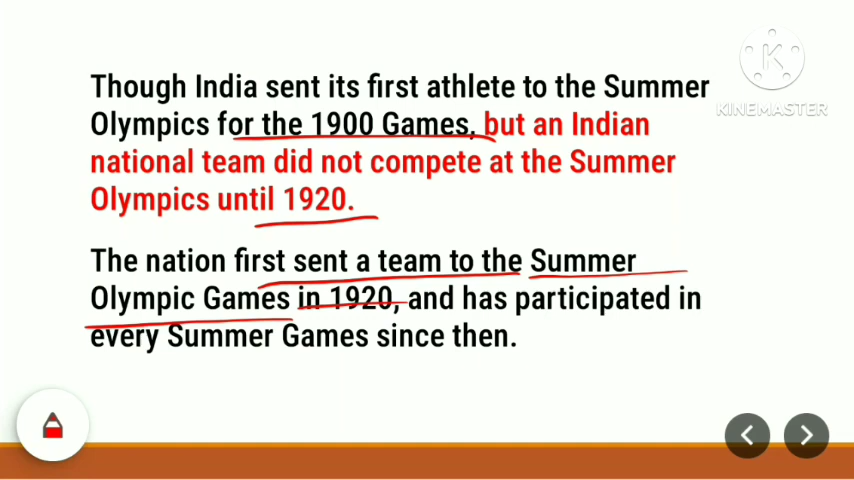 Though India sent its first athlete to the Summer
Olympics for the 1900 Games, but an Indian
national team did not compete at the Summer
Olympics until 1920.
The nation first sent a team to the Summer
Olympic Games in 1920, and has participated in
every Summer Games since then.
K
KINEMASTER